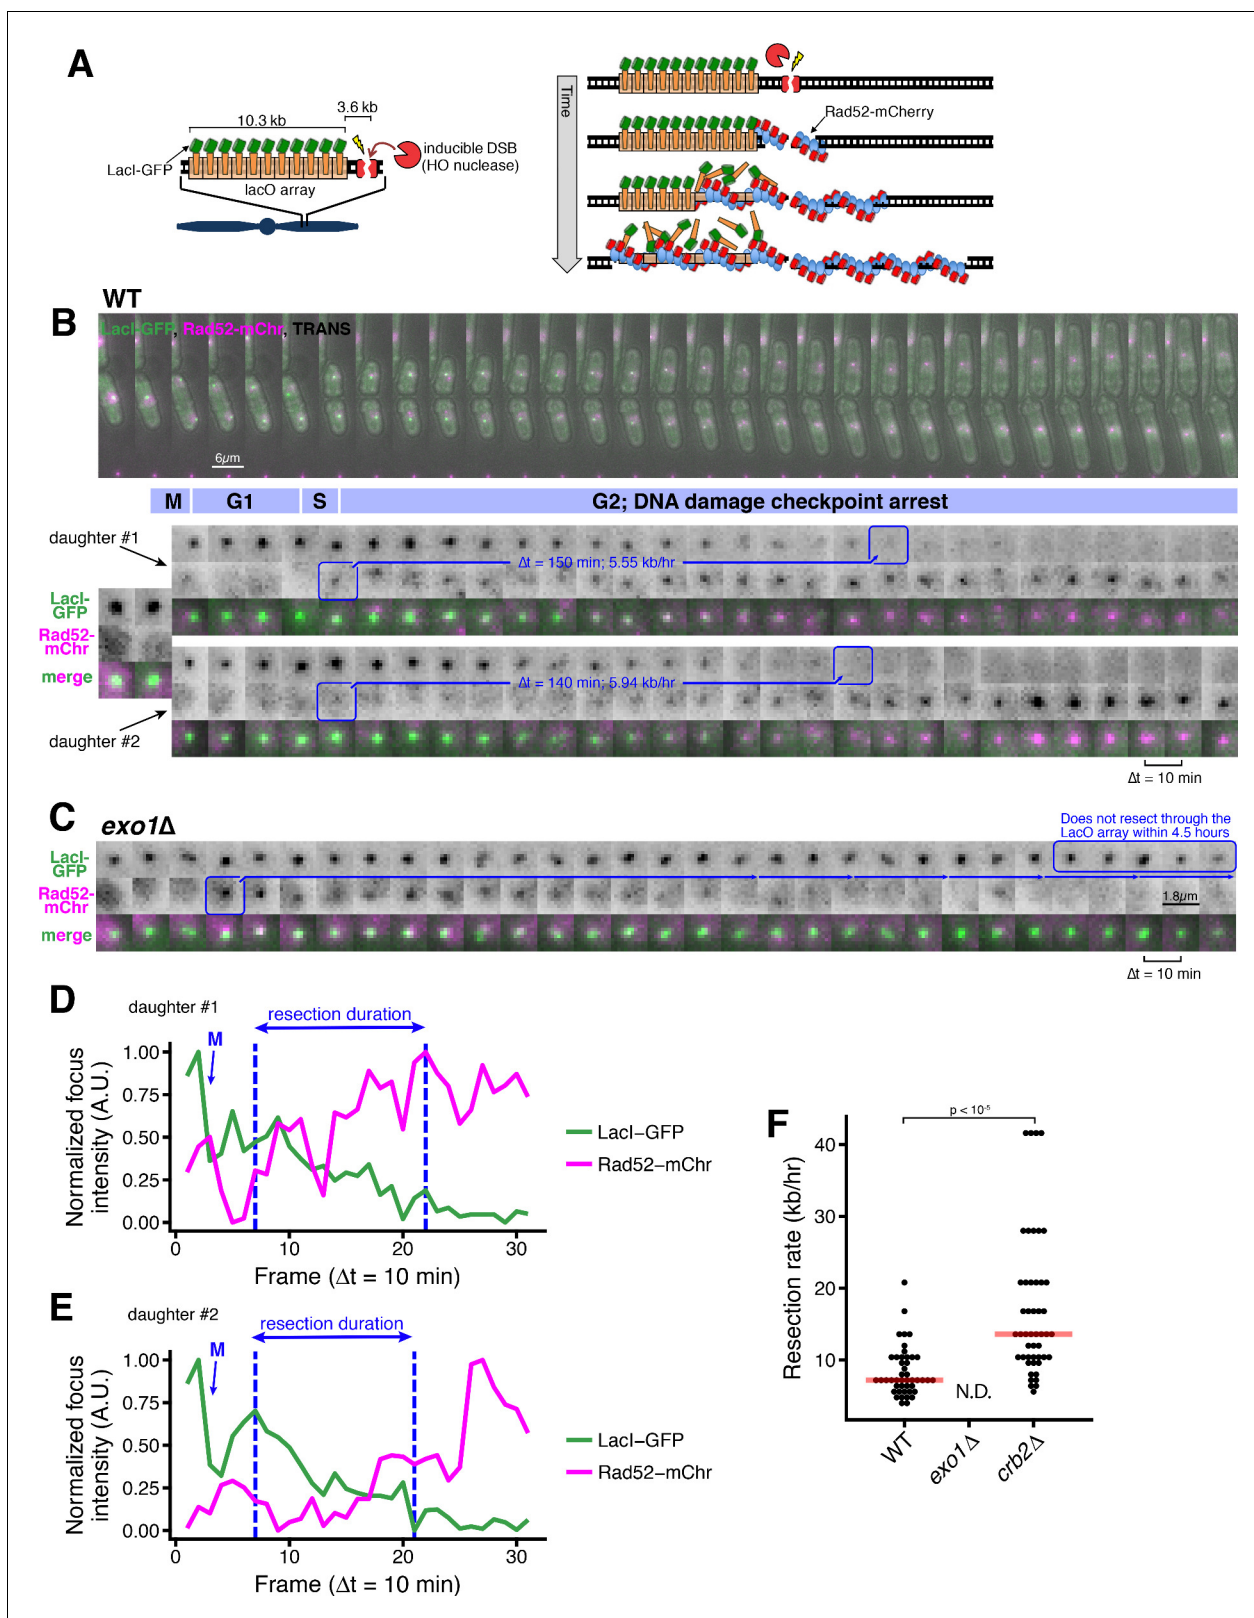 A
3.6 kb
10.3 kb
LacI-GFP
inducible DSB
(HO nuclease)
lacO array
Time
Rad52-mCherry
WT
B
LacI-GFP, Rad52-mChr, TRANS
6µm
M G1 S G2; DNA damage checkpoint arrest
daughter #1
Δt = 150 min; 5.55 kb/hr
LacI-
GFP
Rad52-
mChr
merge
Δt = 140 min; 5.94 kb/hr
daughter #2
Δt = 10 min
C
exo1Δ
Does not resect through the
LacO array within 4.5 hours
LacI-
GFP
Rad52-
mChr
1.8µm
merge
Δt = 10 min
D
daughter #1
resection duration
M
Normalized focus
intensity (A.U.)
1.00
0.75
0.50
0.25
0.00
0 10 20 30
Frame (Δt = 10 min)
LacI–GFP
Rad52–mChr
E
daughter #2
resection duration
M
Normalized focus
intensity (A.U.)
1.00
0.75
0.50
0.25
0.00
0 10 20 30
Frame (Δt = 10 min)
LacI–GFP
Rad52–mChr
F
p < 10⁻⁵
Resection rate (kb/hr)
40
30
20
10
N.D.
WT
exo1Δ
crb2Δ